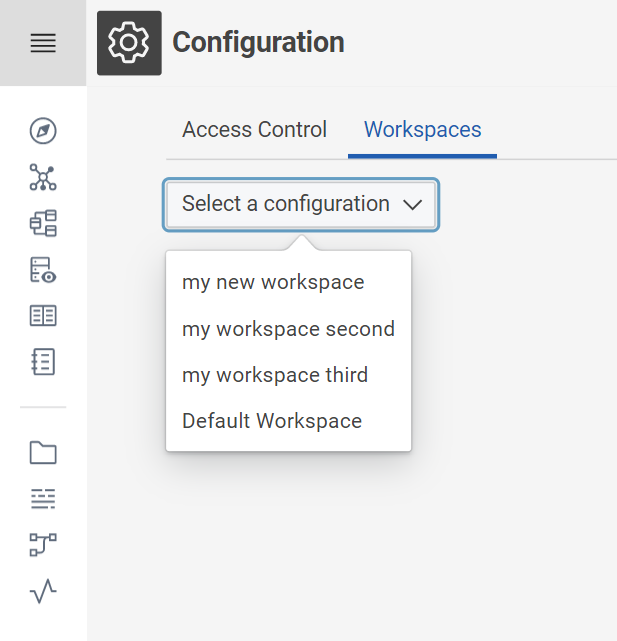 Configuration
Access Control
Workspaces
Select a configuration
my new workspace
my workspace second
my workspace third
Default Workspace